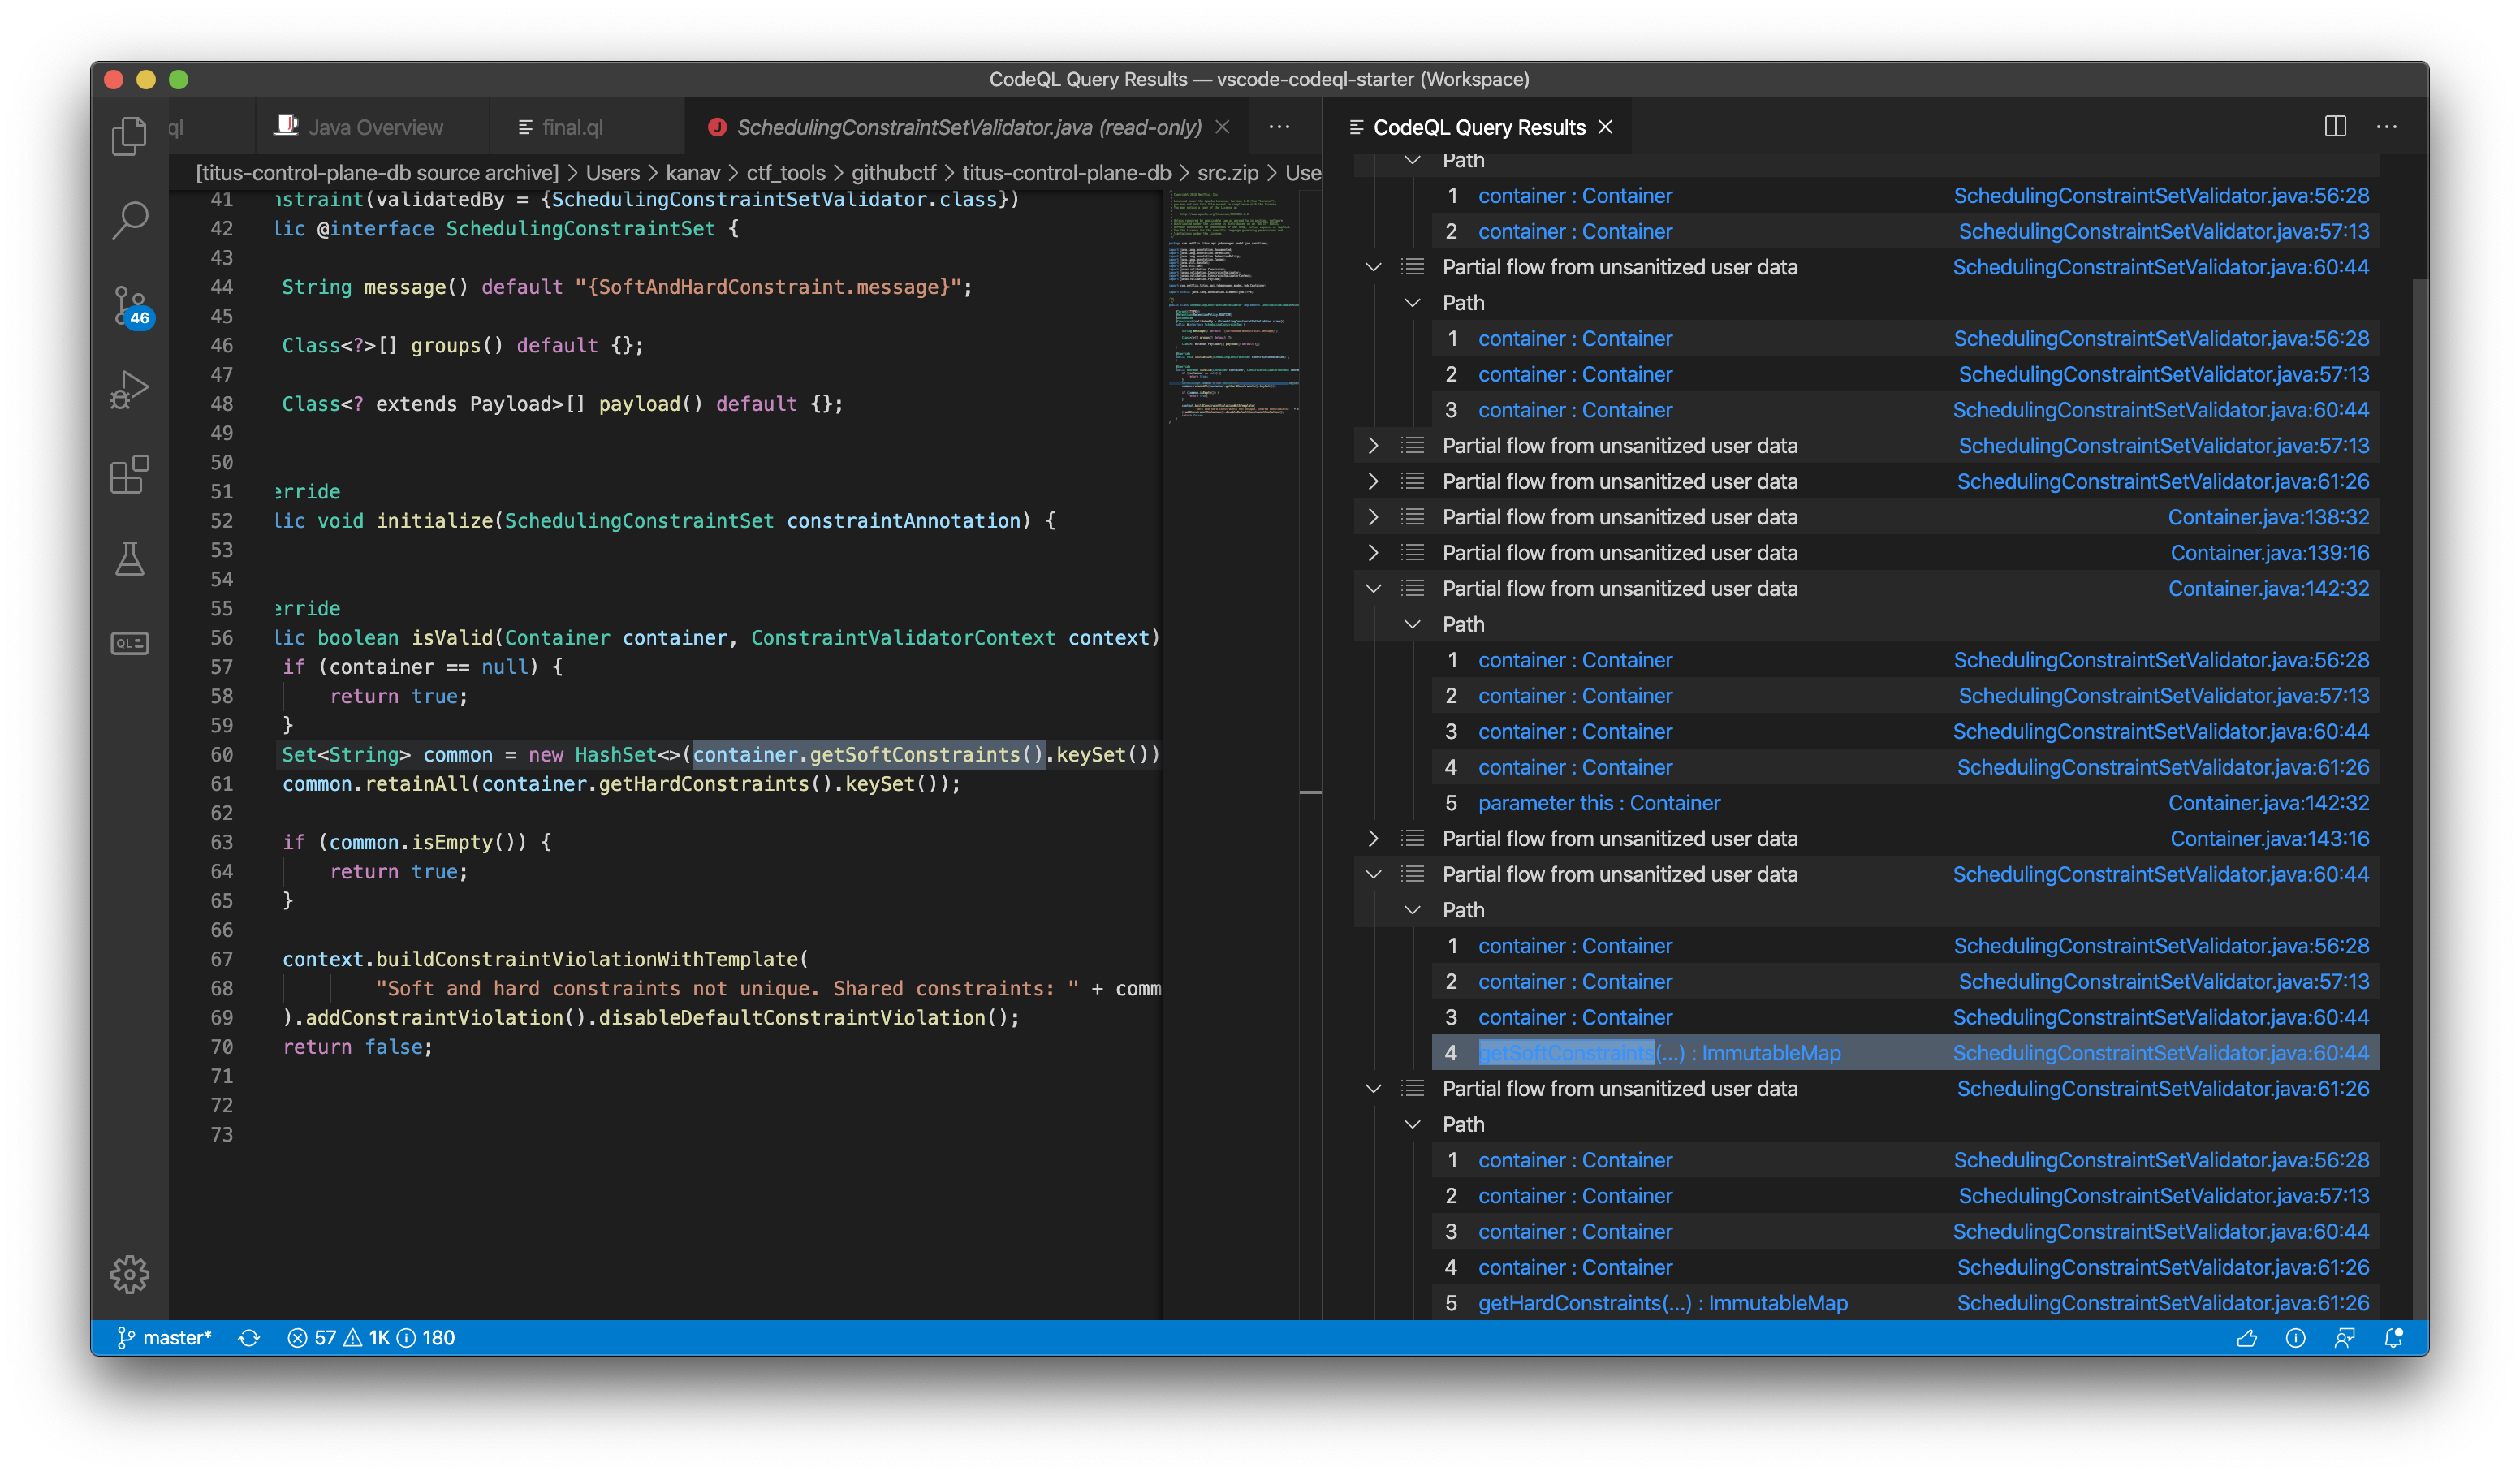 CodeQL Query Results — vscode-codeql-starter (Workspace)
ql
Java Overview
final.ql
SchedulingConstraintSetValidator.java (read-only)
[titus-control-plane-db source archive] > Users > kanav > ctf_tools > githubctf > titus-control-plane-db > src.zip > Use
41 nstraint(validatedBy = {SchedulingConstraintSetValidator.class})
42 lic @interface SchedulingConstraintSet {
43
44 String message() default "{SoftAndHardConstraint.message}";
45
46 Class<?>[] groups() default {};
47
48 Class<? extends Payload>[] payload() default {};
49
50
51 erride
52 lic void initialize(SchedulingConstraintSet constraintAnnotation) {
53
54
55 erride
56 lic boolean isValid(Container container, ConstraintValidatorContext context)
57 if (container == null) {
58 return true;
59 }
60 Set<String> common = new HashSet<>(container.getSoftConstraints().keySet())
61 common.retainAll(container.getHardConstraints().keySet());
62
63 if (common.isEmpty()) {
64 return true;
65 }
66
67 context.buildConstraintViolationWithTemplate(
68 "Soft and hard constraints not unique. Shared constraints: " + comm
69 ).addConstraintViolation().disableDefaultConstraintViolation();
70 return false;
71
72
73
CodeQL Query Results
Path
1 container : Container SchedulingConstraintSetValidator.java:56:28
2 container : Container SchedulingConstraintSetValidator.java:57:13
Partial flow from unsanitized user data SchedulingConstraintSetValidator.java:60:44
Path
1 container : Container SchedulingConstraintSetValidator.java:56:28
2 container : Container SchedulingConstraintSetValidator.java:57:13
3 container : Container SchedulingConstraintSetValidator.java:60:44
Partial flow from unsanitized user data SchedulingConstraintSetValidator.java:57:13
Partial flow from unsanitized user data SchedulingConstraintSetValidator.java:61:26
Partial flow from unsanitized user data Container.java:138:32
Partial flow from unsanitized user data Container.java:139:16
Partial flow from unsanitized user data Container.java:142:32
Path
1 container : Container SchedulingConstraintSetValidator.java:56:28
2 container : Container SchedulingConstraintSetValidator.java:57:13
3 container : Container SchedulingConstraintSetValidator.java:60:44
4 container : Container SchedulingConstraintSetValidator.java:61:26
5 parameter this : Container Container.java:142:32
Partial flow from unsanitized user data Container.java:143:16
Partial flow from unsanitized user data SchedulingConstraintSetValidator.java:60:44
Path
1 container : Container SchedulingConstraintSetValidator.java:56:28
2 container : Container SchedulingConstraintSetValidator.java:57:13
3 container : Container SchedulingConstraintSetValidator.java:60:44
4 getSoftConstraints(...) : ImmutableMap SchedulingConstraintSetValidator.java:60:44
Partial flow from unsanitized user data SchedulingConstraintSetValidator.java:61:26
Path
1 container : Container SchedulingConstraintSetValidator.java:56:28
2 container : Container SchedulingConstraintSetValidator.java:57:13
3 container : Container SchedulingConstraintSetValidator.java:60:44
4 container : Container SchedulingConstraintSetValidator.java:61:26
5 getHardConstraints(...) : ImmutableMap SchedulingConstraintSetValidator.java:61:26
46
QL
master* 57 1K 180